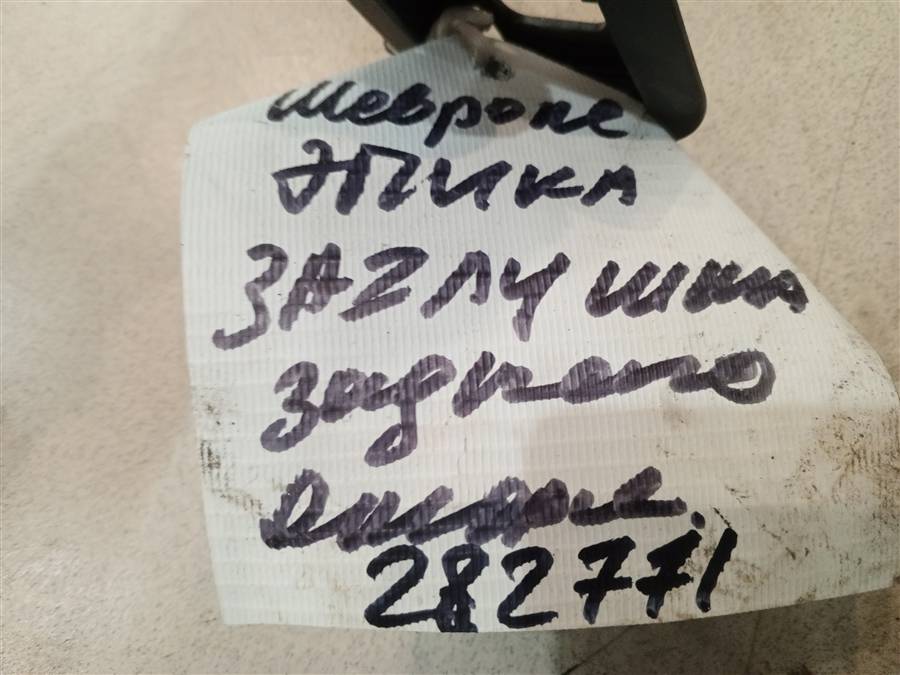 Шевроле
ЭПИКА
ЗАГЛУшка
заднего
282771